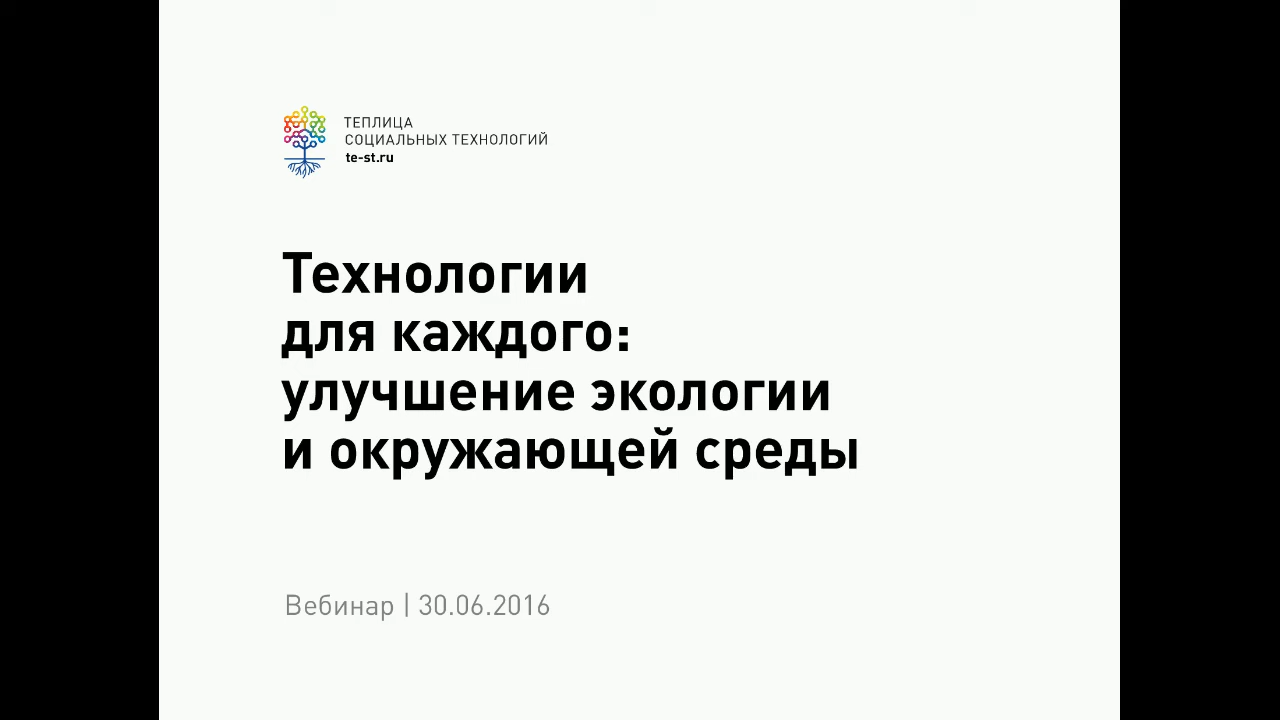 ТЕПЛИЦА
СОЦИАЛЬНЫХ ТЕХНОЛОГИЙ
te-st.ru
Технологии
для каждого:
улучшение экологии
и окружающей среды
Вебинар | 30.06.2016